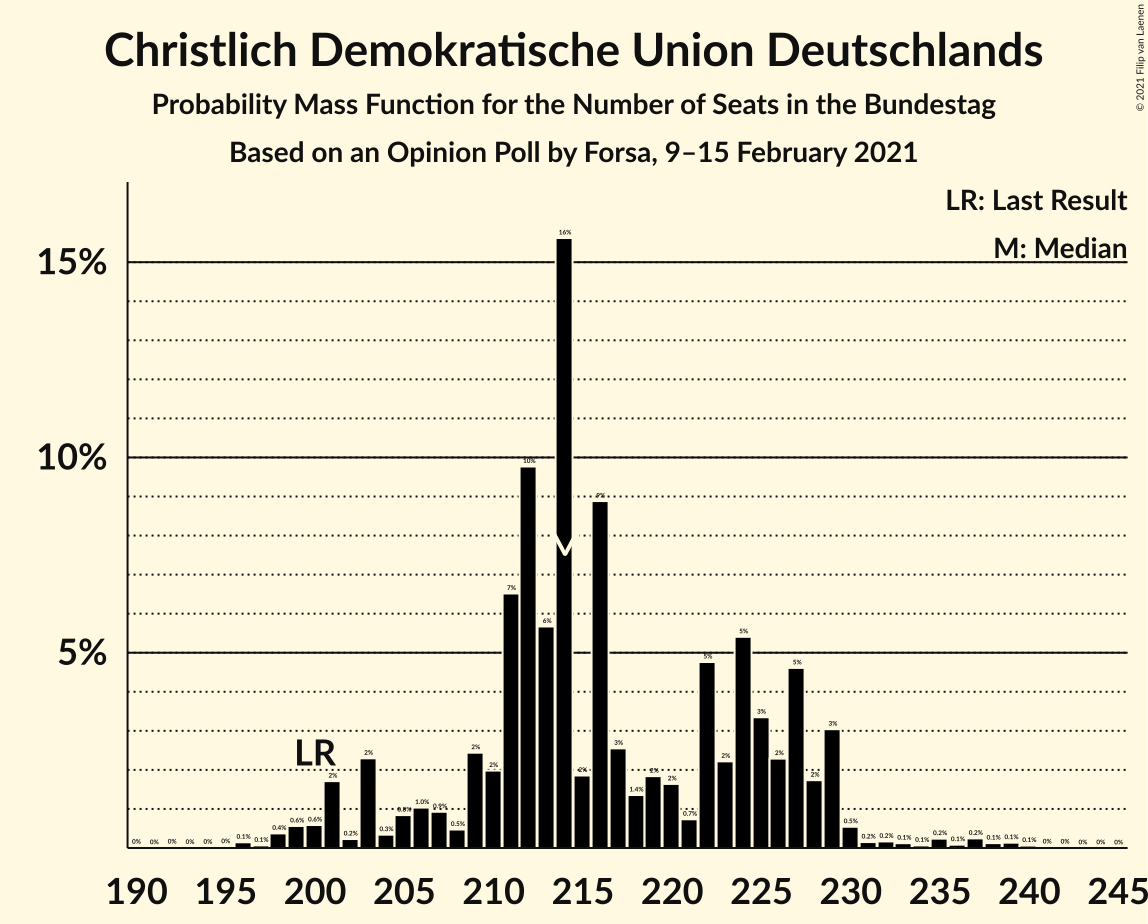 Christlich Demokratische Union Deutschlands
Probability Mass Function for the Number of Seats in the Bundestag
Based on an Opinion Poll by Forsa, 9–15 February 2021
© 2021 Filip van Laenen
LR: Last Result
M: Median
15%
10%
5%
LR
M
0% 0% 0% 0% 0% 0% 0.1% 0.1% 0.4% 0.6% 0.6% 2% 0.2% 2% 0.3% 0.8% 1.0% 0.9% 0.5% 2% 2% 7% 10% 6% 16% 2% 9% 3% 1.4% 2% 2% 0.7% 5% 2% 5% 3% 2% 5% 2% 3% 0.5% 0.2% 0.2% 0.1% 0.1% 0.2% 0.1% 0.2% 0.1% 0.1% 0.1% 0% 0% 0% 0% 0%
190 195 200 205 210 215 220 225 230 235 240 245